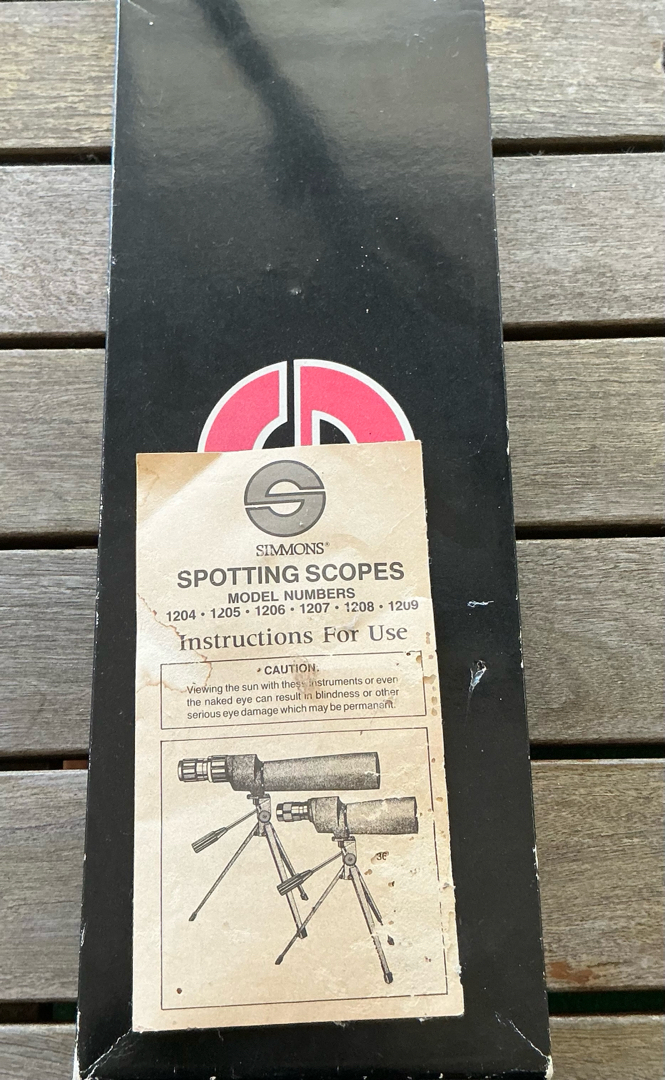 SIMMONS®
SPOTTING SCOPES
MODEL NUMBERS
1204 • 1205 • 1206 • 1207 • 1208 • 1209
Instructions For Use
• CAUTION.
Viewing the sun with these instruments or even
the naked eye can result in blindness or other
serious eye damage which may be permanant.
36